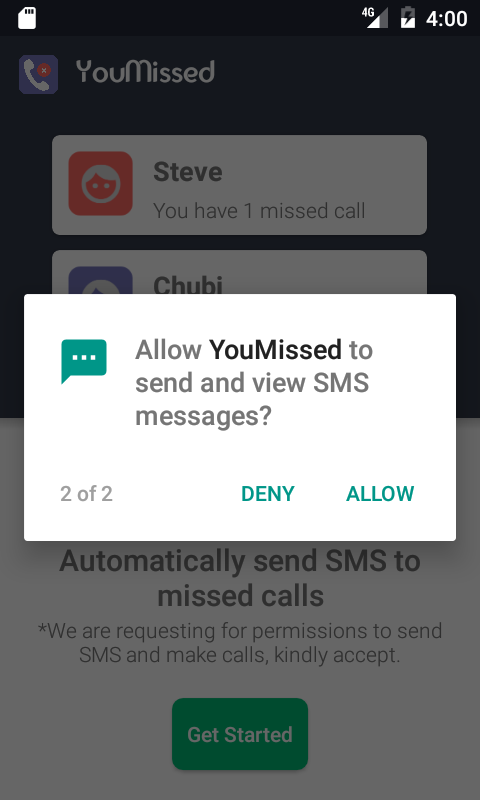 4G 4:00
YouMissed
Steve
You have 1 missed call
Chubi
Allow YouMissed to
send and view SMS
messages?
2 of 2 DENY ALLOW
Automatically send SMS to
missed calls
*We are requesting for permissions to send
SMS and make calls, kindly accept.
Get Started